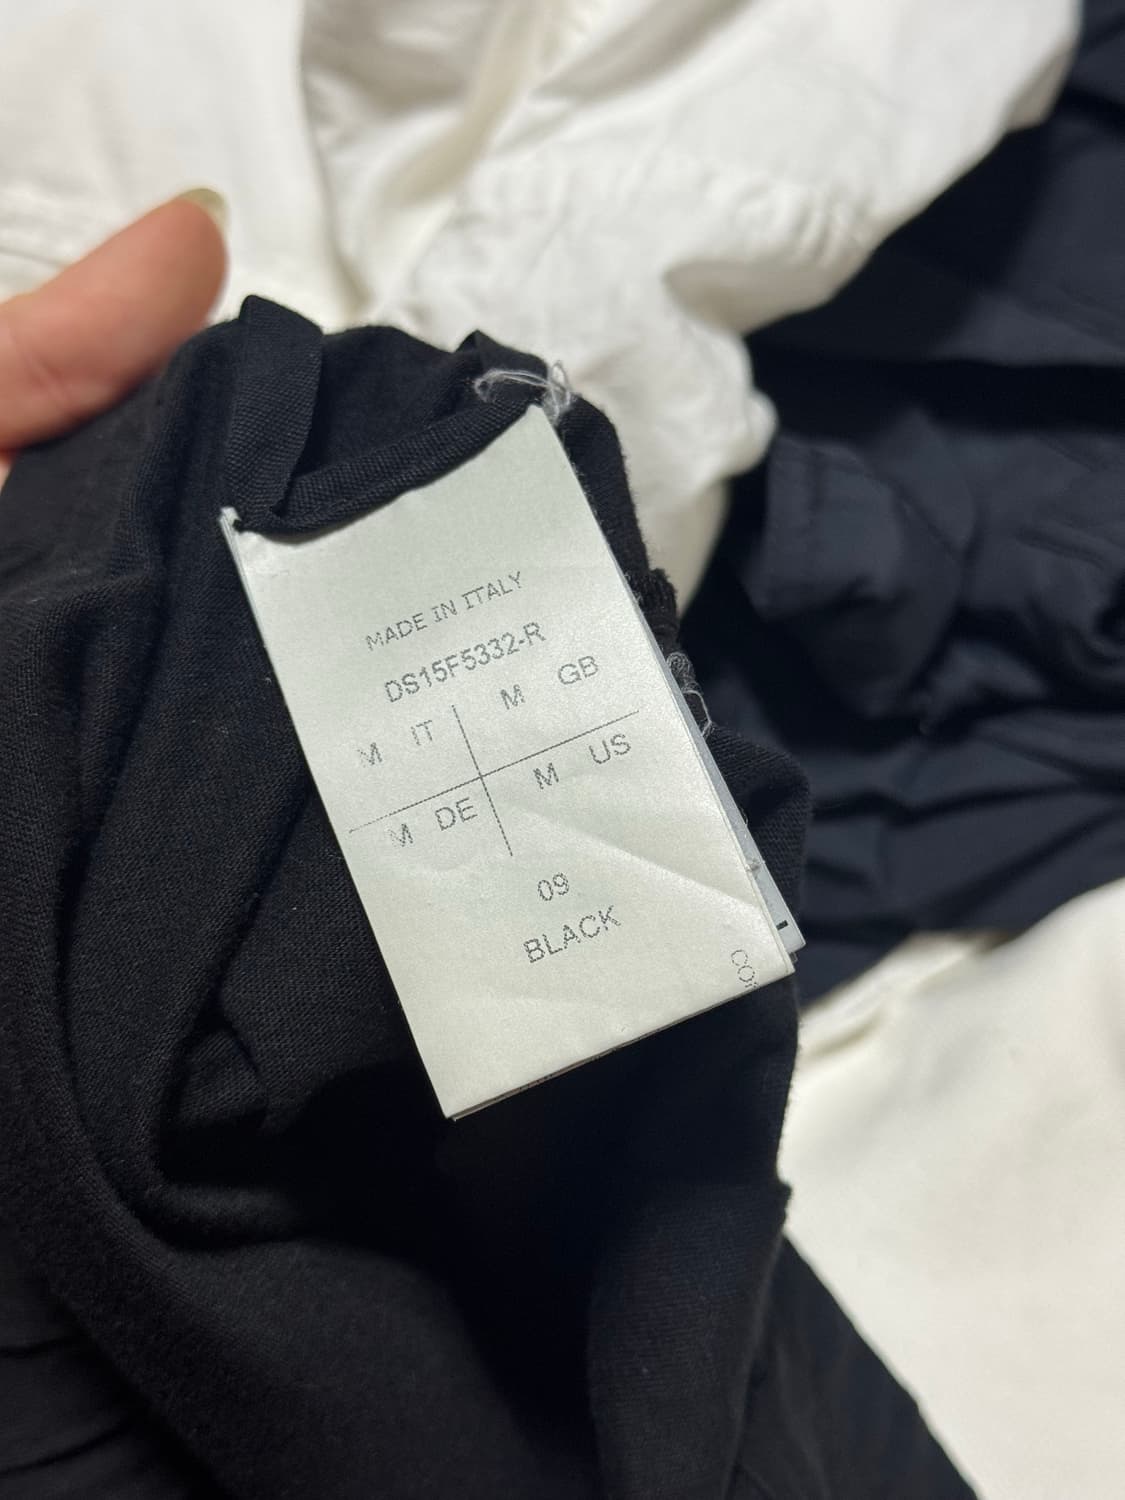 MADE IN ITALY
DS15F5332-R
M IT M GB
M DE M US
09
BLACK